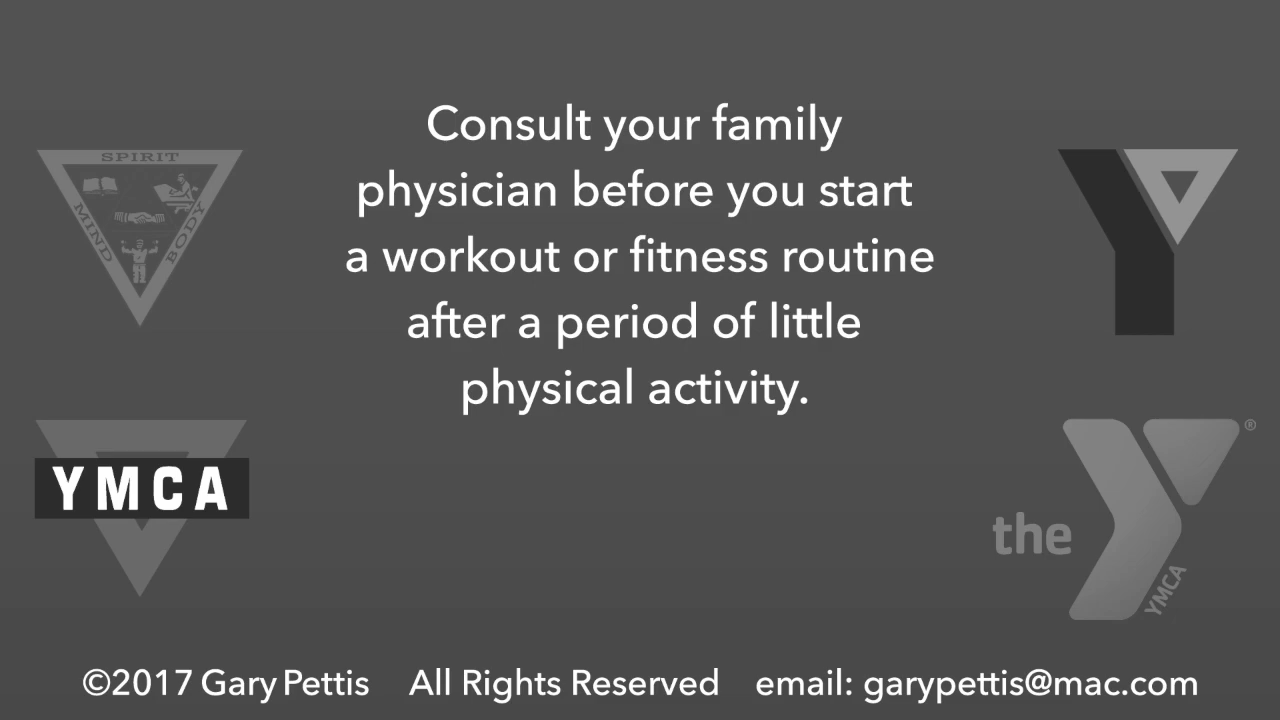 Consult your family
physician before you start
a workout or fitness routine
after a period of little
physical activity.
SPIRIT
MIND
BODY
YMCA
the
YMCA
®
©2017 Gary Pettis All Rights Reserved email: garypettis@mac.com